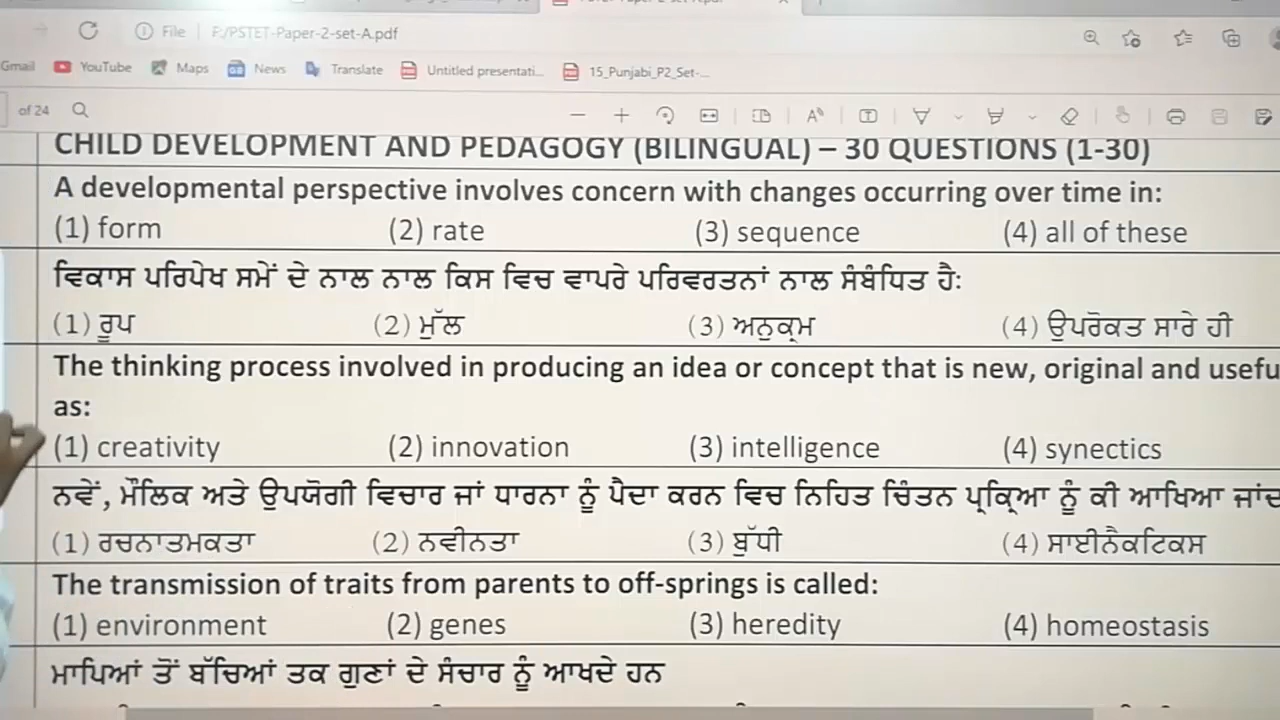 File F:/PSTET-Paper-2-set-A.pdf
Gmail YouTube Maps News Translate Untitled presentati... 15_Punjabi_P2_Set-...
of 24
CHILD DEVELOPMENT AND PEDAGOGY (BILINGUAL) – 30 QUESTIONS (1-30)
A developmental perspective involves concern with changes occurring over time in:
(1) form (2) rate (3) sequence (4) all of these
ਵਿਕਾਸ ਪਰਿਪੇਖ ਸਮੇਂ ਦੇ ਨਾਲ ਨਾਲ ਕਿਸ ਵਿਚ ਵਾਪਰੇ ਪਰਿਵਰਤਨਾਂ ਨਾਲ ਸੰਬੰਧਿਤ ਹੈ:
(1) ਰੂਪ (2) ਮੁੱਲ (3) ਅਨੁਕ੍ਰਮ (4) ਉਪਰੋਕਤ ਸਾਰੇ ਹੀ
The thinking process involved in producing an idea or concept that is new, original and usefu
as:
(1) creativity (2) innovation (3) intelligence (4) synectics
ਨਵੇਂ, ਮੌਲਿਕ ਅਤੇ ਉਪਯੋਗੀ ਵਿਚਾਰ ਜਾਂ ਧਾਰਨਾ ਨੂੰ ਪੈਦਾ ਕਰਨ ਵਿਚ ਨਿਹਿਤ ਚਿੰਤਨ ਪ੍ਰਕ੍ਰਿਆ ਨੂੰ ਕੀ ਆਖਿਆ ਜਾਂਦ
(1) ਰਚਨਾਤਮਕਤਾ (2) ਨਵੀਨਤਾ (3) ਬੁੱਧੀ (4) ਸਾਈਨੈਕਟਿਕਸ
The transmission of traits from parents to off-springs is called:
(1) environment (2) genes (3) heredity (4) homeostasis
ਮਾਪਿਆਂ ਤੋਂ ਬੱਚਿਆਂ ਤਕ ਗੁਣਾਂ ਦੇ ਸੰਚਾਰ ਨੂੰ ਆਖਦੇ ਹਨ